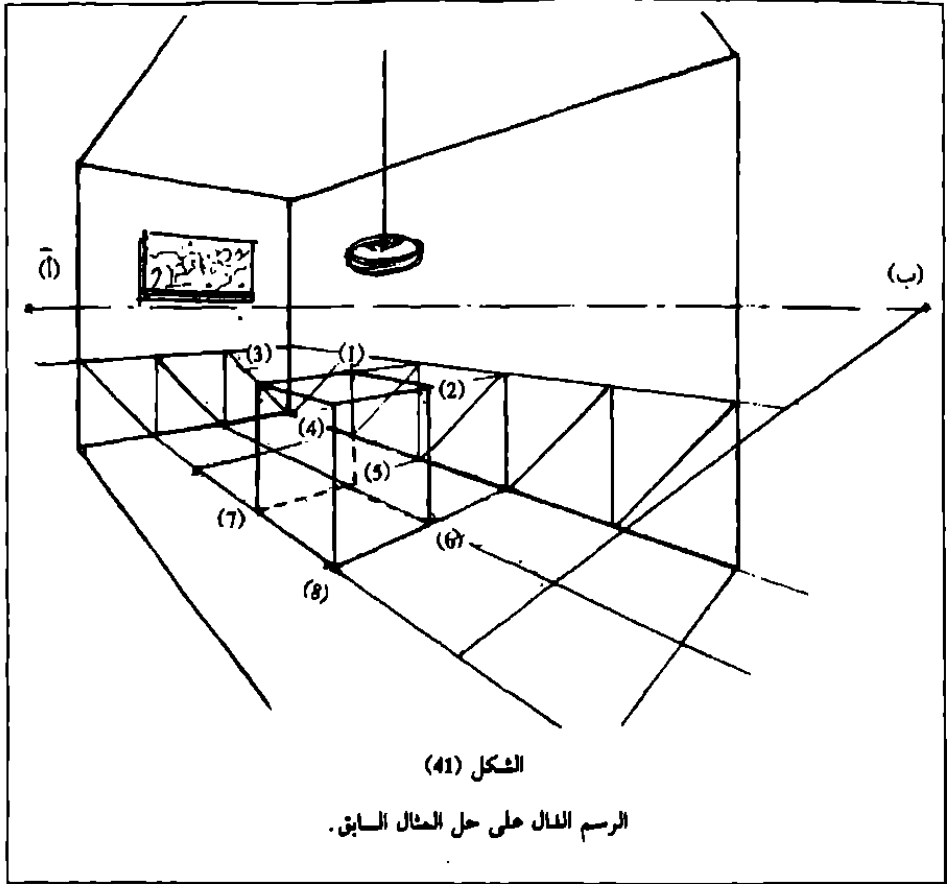 (أ)
(ب)
(3)
(1)
(2)
(4)
(5)
(7)
(6)
(8)
الشكل (41)
الرسم الدال على حل المثال السابق.